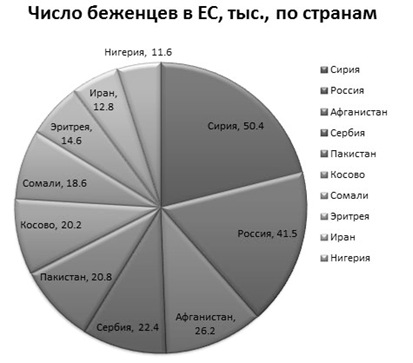 Число беженцев в ЕС, тыс., по странам
Нигерия, 11.6
Иран,
12.8
Эритрея,
14.6
Сомали, 18.6
Косово, 20.2
Пакистан, 20.8
Сербия, 22.4
Афганистан,
26.2
Россия, 41.5
Сирия, 50.4
Сирия
Россия
Афганистан
Сербия
Пакистан
Косово
Сомали
Эритрея
Иран
Нигерия